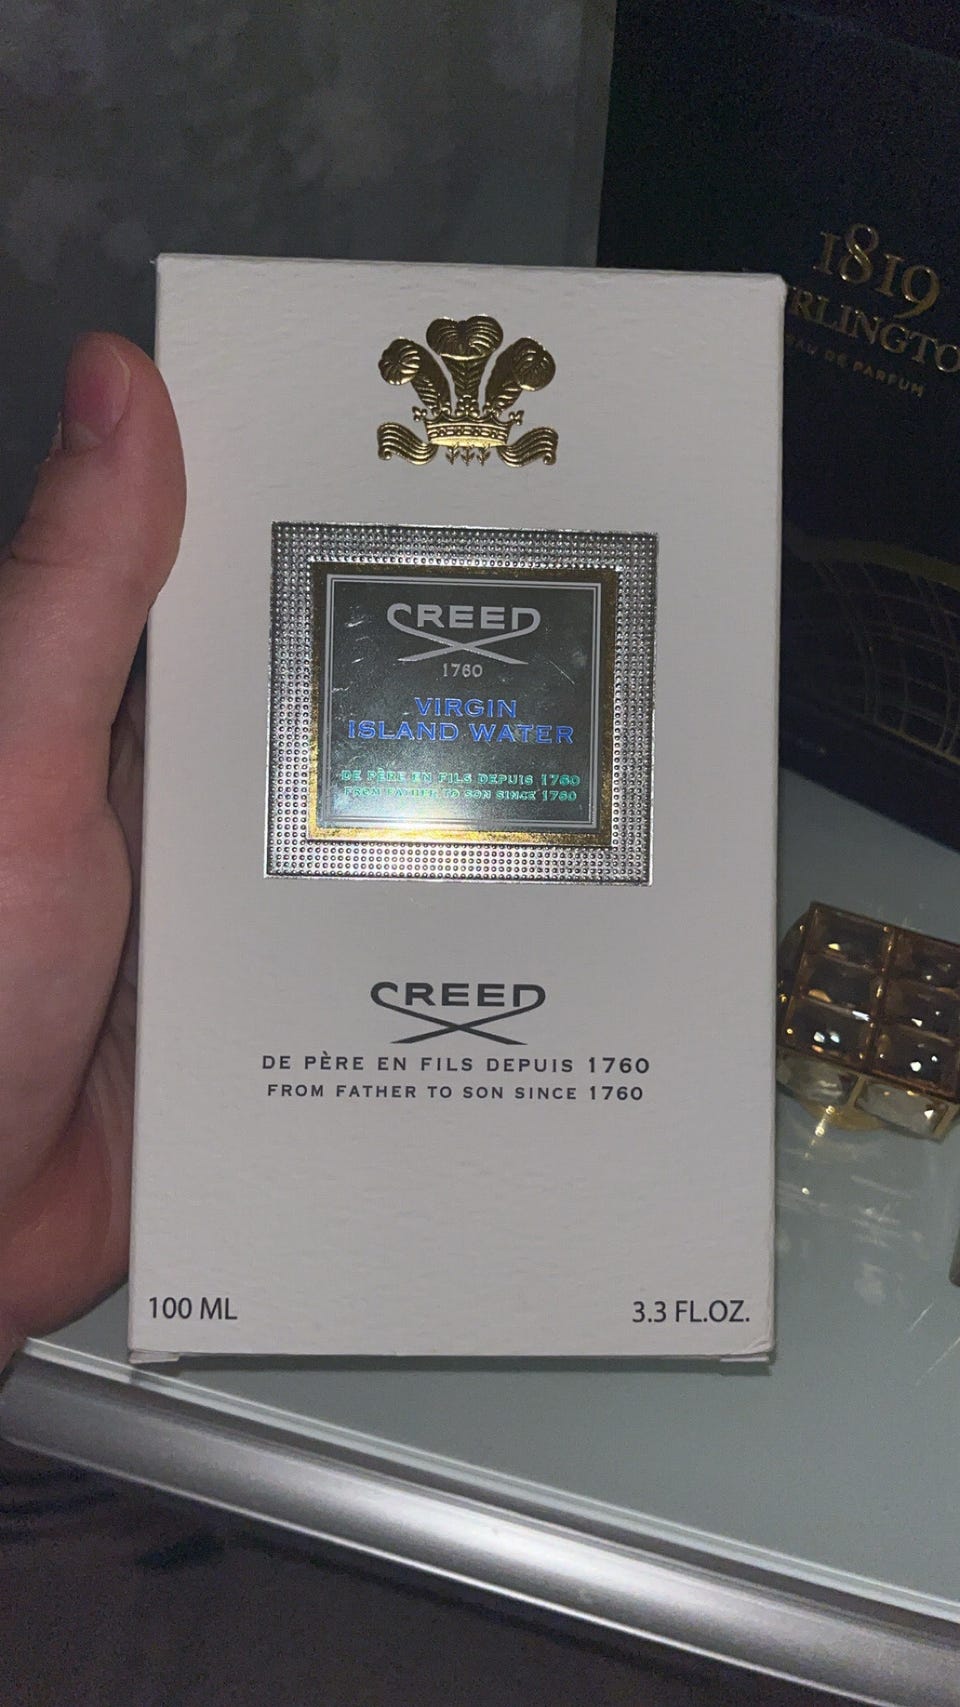 CREED
1760
VIRGIN
ISLAND WATER
DE PÈRE EN FILS DEPUIS 1760
FROM FATHER TO SON SINCE 1760
CREED
DE PÈRE EN FILS DEPUIS 1760
FROM FATHER TO SON SINCE 1760
100 ML
3.3 FL.OZ.
1819
RLINGTO
EAU DE PARFUM